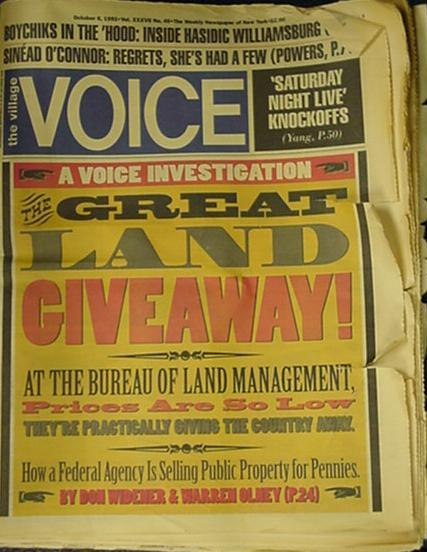 October 6, 1992 • Vol. XXXVII No. 40 • The Weekly Newspaper of New York •
BOYCHIKS IN THE 'HOOD: INSIDE HASIDIC WILLIAMSBURG
SINÉAD O'CONNOR: REGRETS, SHE'S HAD A FEW (POWERS, P.
the village
VOICE
'SATURDAY
NIGHT LIVE'
KNOCKOFFS
(Yang, P.50)
A VOICE INVESTIGATION
THE GREAT
LAND
GIVEAWAY!
AT THE BUREAU OF LAND MANAGEMENT,
Prices Are So Low
THEY'RE PRACTICALLY GIVING THE COUNTRY AWAY.
How a Federal Agency Is Selling Public Property for Pennies.
BY DON WIDENER & WARREN OLNEY (P.24)